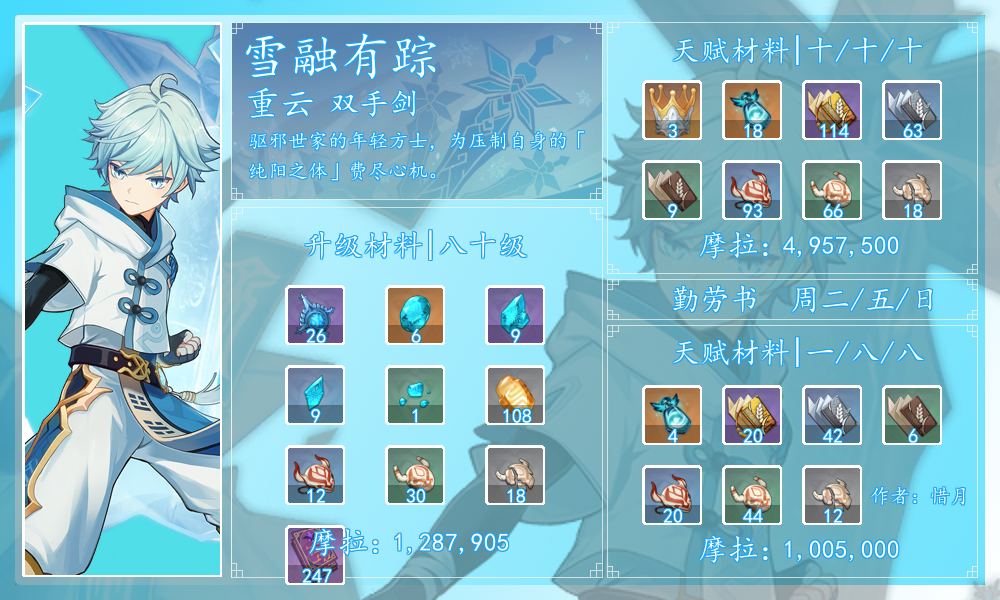 雪融有踪
重云 双手剑
驱邪世家的年轻方士，为压制自身的「
纯阳之体」费尽心机。
升级材料|八十级
26 6 9
9 1 108
12 30 18
247
摩拉：1,287,905
天赋材料|十/十/十
3 18 114 63
9 93 66 18
摩拉：4,957,500
勤劳书 周二/五/日
天赋材料|一/八/八
4 20 42 6
20 44 12
作者：惜月
摩拉：1,005,000